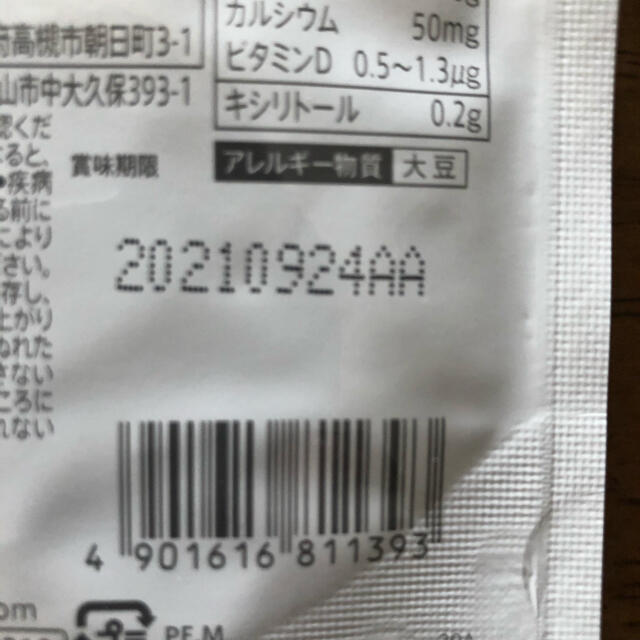 カルシウム 50mg
ビタミンD 0.5~1.3μg
キシリトール 0.2g
高槻市朝日町3-1
山市中大久保393-1
アレルギー物質 大豆
賞味期限
20210924AA
認くだ
ると、
●疾病
る前に
により
さい。
存し、
上がり
ぬれた
きない
ころに
れない
4 901616 811393
om
PE,M